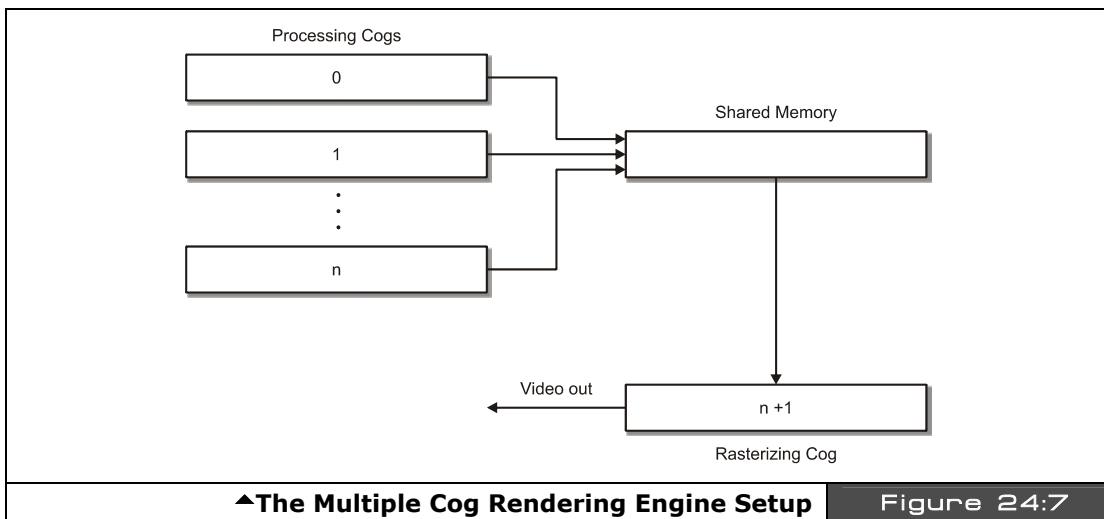 Processing Cogs
0
Shared Memory
1
n
Video out
n +1
Rasterizing Cog
The Multiple Cog Rendering Engine Setup
Figure 24:7